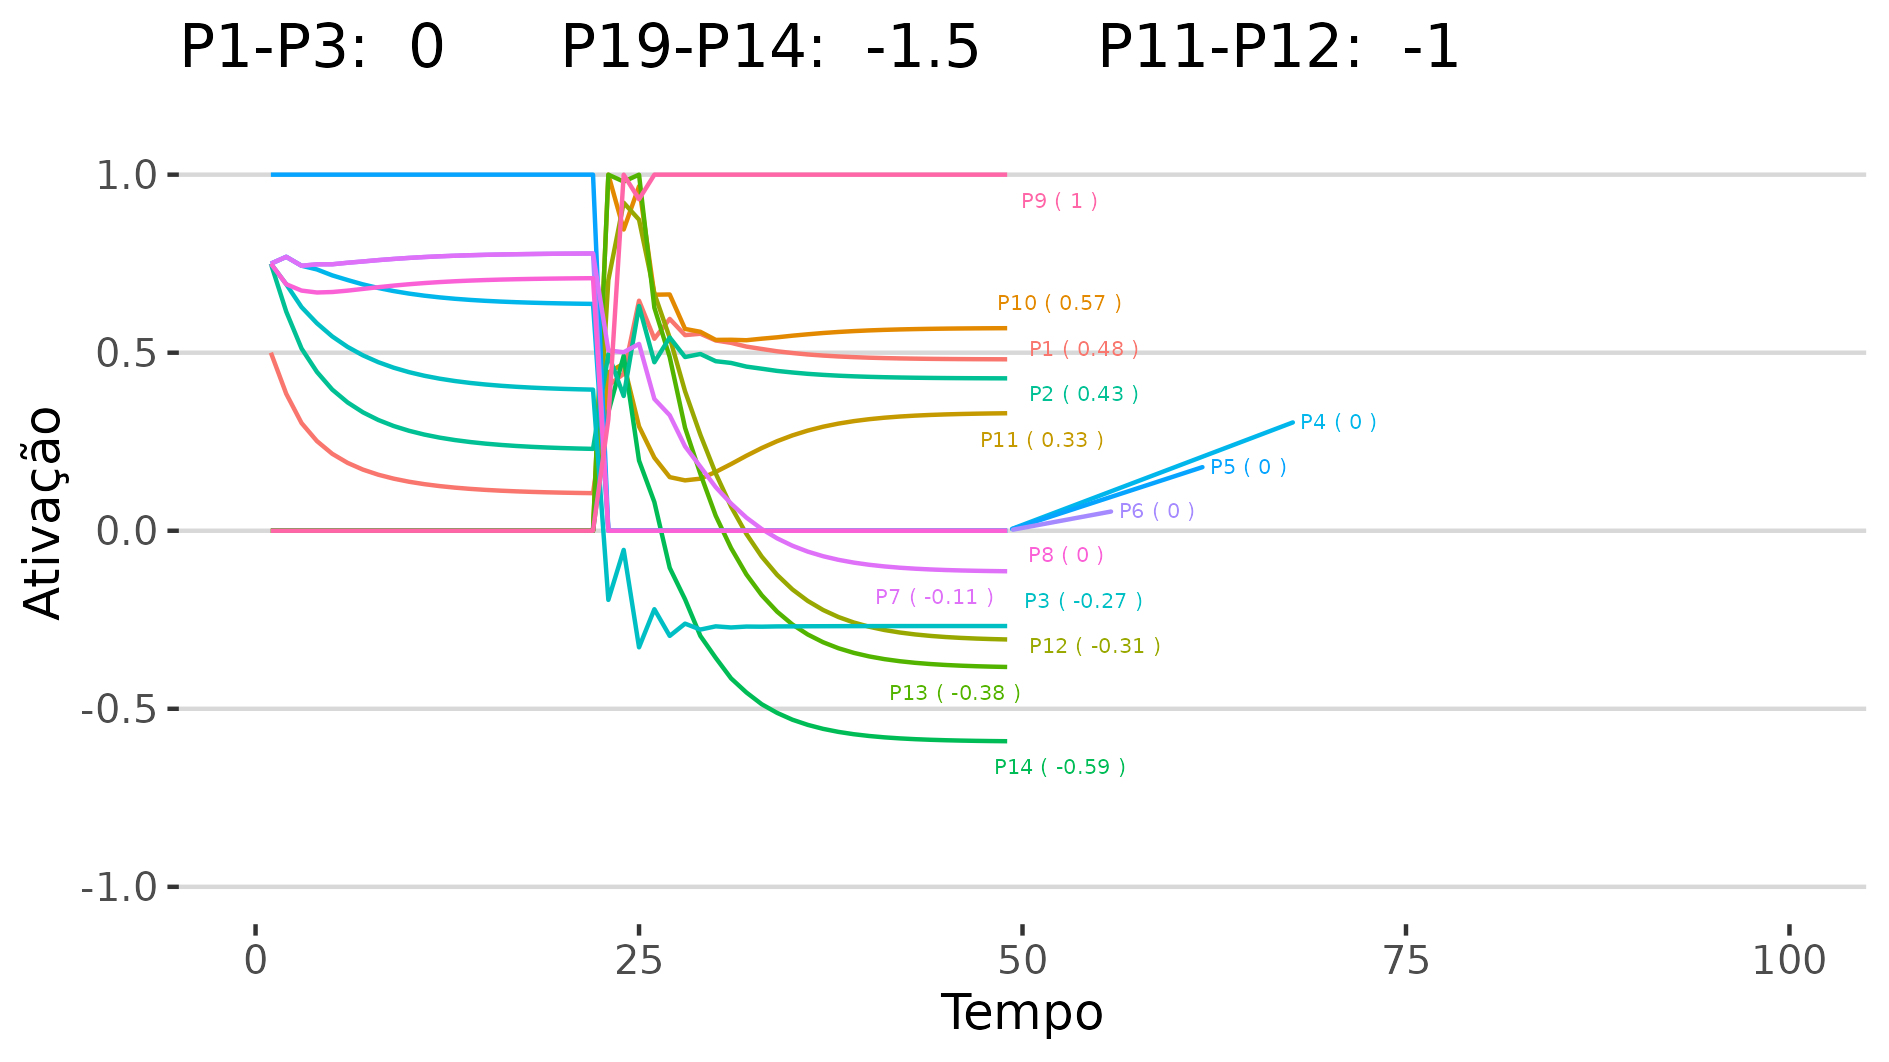 P1-P3:  0      P19-P14:  -1.5      P11-P12:  -1
Ativação
1.0
0.5
0.0
-0.5
-1.0
P9 ( 1 )
P10 ( 0.57 )
P1 ( 0.48 )
P2 ( 0.43 )
P4 ( 0 )
P11 ( 0.33 )
P5 ( 0 )
P6 ( 0 )
P8 ( 0 )
P7 ( -0.11 )
P3 ( -0.27 )
P12 ( -0.31 )
P13 ( -0.38 )
P14 ( -0.59 )
0 25 50 75 100
Tempo